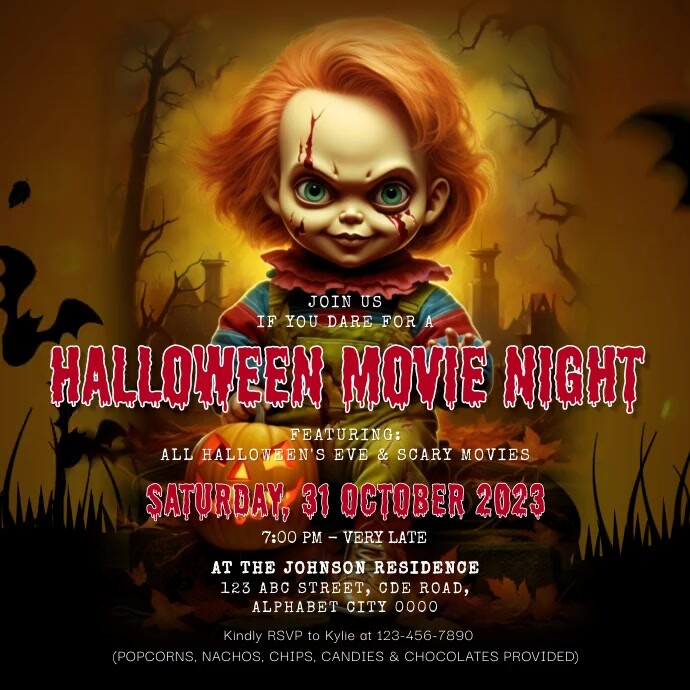 JOIN US
IF YOU DARE FOR A
HALLOWEEN MOVIE NIGHT
FEATURING:
ALL HALLOWEEN'S EVE & SCARY MOVIES
SATURDAY, 31 OCTOBER 2023
7:00 PM – VERY LATE
AT THE JOHNSON RESIDENCE
123 ABC STREET, CDE ROAD,
ALPHABET CITY 0000
Kindly RSVP to Kylie at 123-456-7890
(POPCORNS, NACHOS, CHIPS, CANDIES & CHOCOLATES PROVIDED)